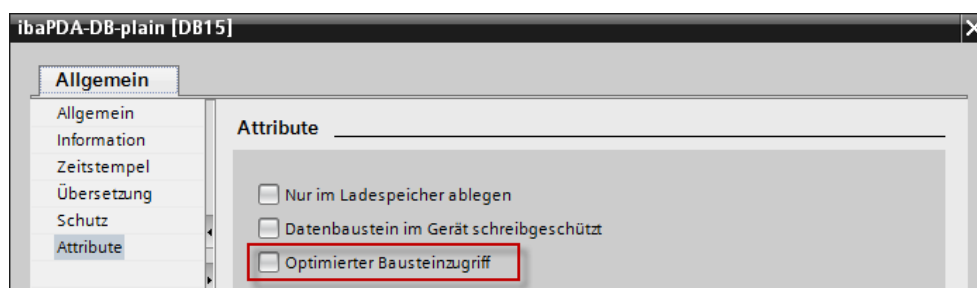 ibaPDA-DB-plain [DB15]
Allgemein
Allgemein
Information
Zeitstempel
Übersetzung
Schutz
Attribute
Attribute
Nur im Ladespeicher ablegen
Datenbaustein im Gerät schreibgeschützt
Optimierter Bausteinzugriff